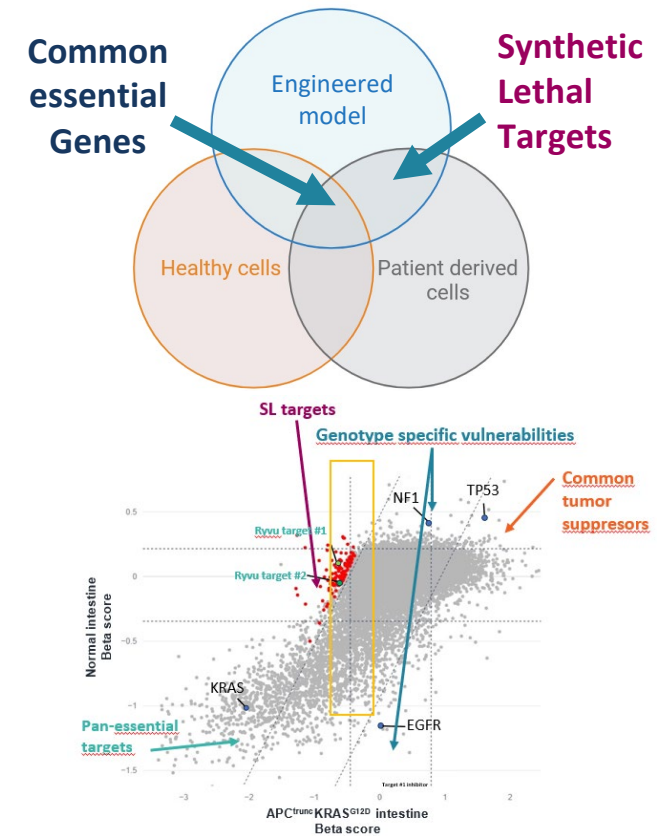 Common
essential
Genes
Synthetic
Lethal
Targets
Engineered
model
Healthy cells
Patient derived
cells
SL targets
Genotype specific vulnerabilities
NF1
TP53
Common
tumor
suppresors
Ryvu target #1
Ryvu target #2
KRAS
EGFR
Pan-essential
targets
Normal intestine
Beta score
0.5
0
−0.5
−1
−1.5
Target #1 inhibitor
−3
−2
−1
0
1
2
APCtruncKRASG12D intestine
Beta score